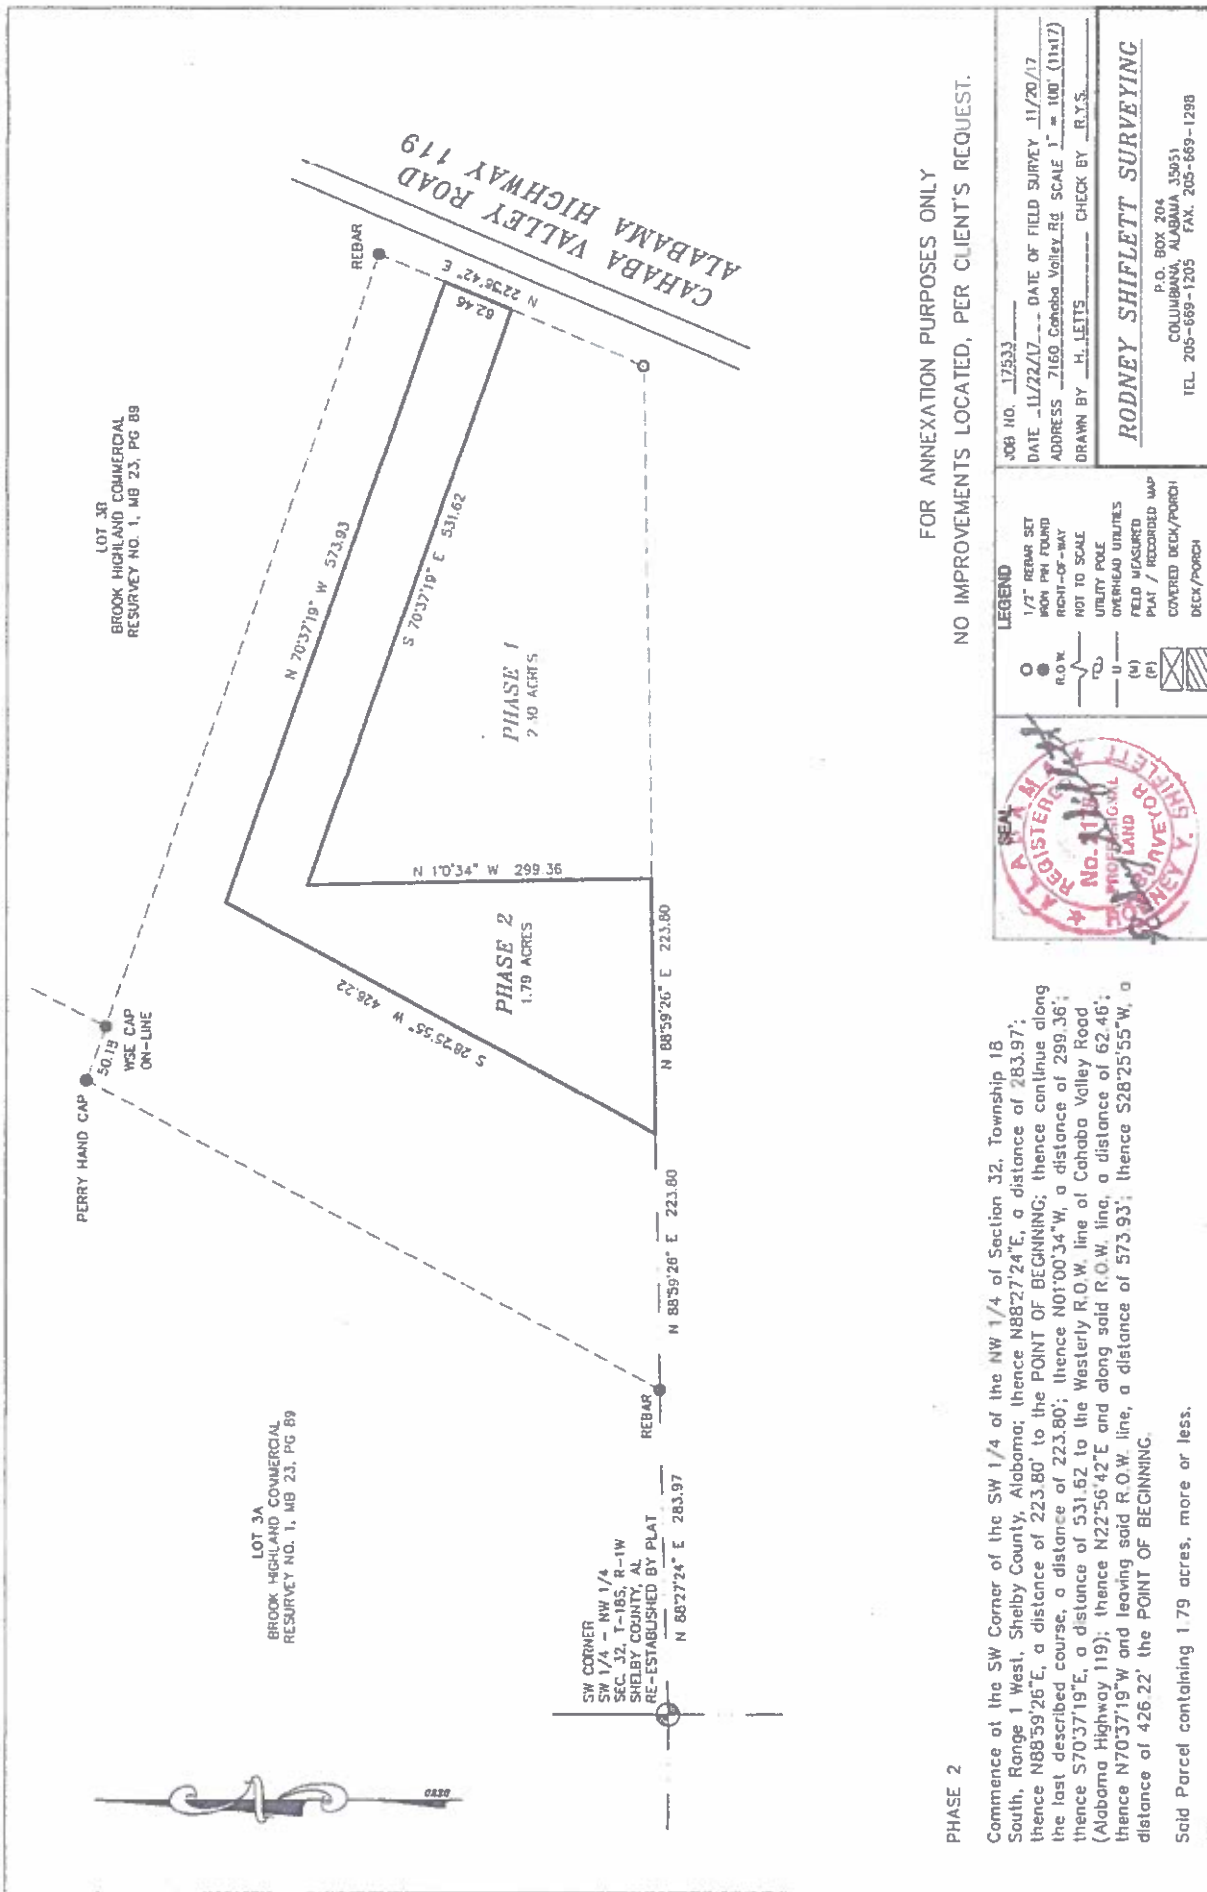 LOT 3B
BROOK HIGHLAND COMMERCIAL
RESURVEY NO. 1, MB 23, PG 89
CAHABA VALLEY ROAD
ALABAMA HIGHWAY 119
REBAR
N 22°56'42" E
62.46
N 70°37'19" W 573.93
S 70°37'19" E 531.62
PHASE 1
ACRES
N 1°0'34" W 299.36
PHASE 2
1.79 ACRES
S 28°25'55" W 426.22
N 88°59'26" E 223.80
PERRY HAND CAP
50.19
WSE CAP
ON-LINE
N 88°59'26" E 223.80
REBAR
LOT 3A
BROOK HIGHLAND COMMERCIAL
RESURVEY NO. 1, MB 23, PG 89
SW CORNER
SW 1/4 - NW 1/4
SEC. 32, T-18S, R-1W
SHELBY COUNTY, AL
RE-ESTABLISHED BY PLAT
N 88°27'24" E 283.97
FOR ANNEXATION PURPOSES ONLY
NO IMPROVEMENTS LOCATED, PER CLIENT'S REQUEST.
PHASE 2
Commence at the SW Corner of the SW 1/4 of the NW 1/4 of Section 32, Township 18
South, Range 1 West, Shelby County, Alabama; thence N88°27'24"E, a distance of 283.97';
thence N88°59'26"E, a distance of 223.80' to the POINT OF BEGINNING; thence continue along
the last described course, a distance of 223.80'; thence N01°00'34"W, a distance of 299.36';
thence S70°37'19"E, a distance of 531.62 to the Westerly R.O.W. line of Cahaba Valley Road
(Alabama Highway 119); thence N22°56'42"E and along said R.O.W. line, a distance of 62.46';
thence N70°37'19"W and leaving said R.O.W. line, a distance of 573.93'; thence S28°25'55"W, a
distance of 426.22' the POINT OF BEGINNING.
Said Parcel containing 1.79 acres, more or less.
SEAL
ALABAMA
REGISTERED
No.
PROFESSIONAL
LAND
SURVEYOR
RODNEY Y. SHIFLETT
LEGEND
1/2" REBAR SET
IRON PIN FOUND
R.O.W. RIGHT-OF-WAY
NOT TO SCALE
UTILITY POLE
U OVERHEAD UTILITIES
(M) FIELD MEASURED
(P) PLAT / RECORDED MAP
COVERED DECK/PORCH
DECK/PORCH
JOB NO. 17533
DATE 11/22/17 DATE OF FIELD SURVEY 11/20/17
ADDRESS 7160 Cahaba Valley Rd SCALE 1" = 100' (11x17)
DRAWN BY H. LETTS CHECK BY R.Y.S.
RODNEY SHIFLETT SURVEYING
P.O. BOX 204
COLUMBIANA, ALABAMA 35051
TEL. 205-669-1205 FAX. 205-669-1298